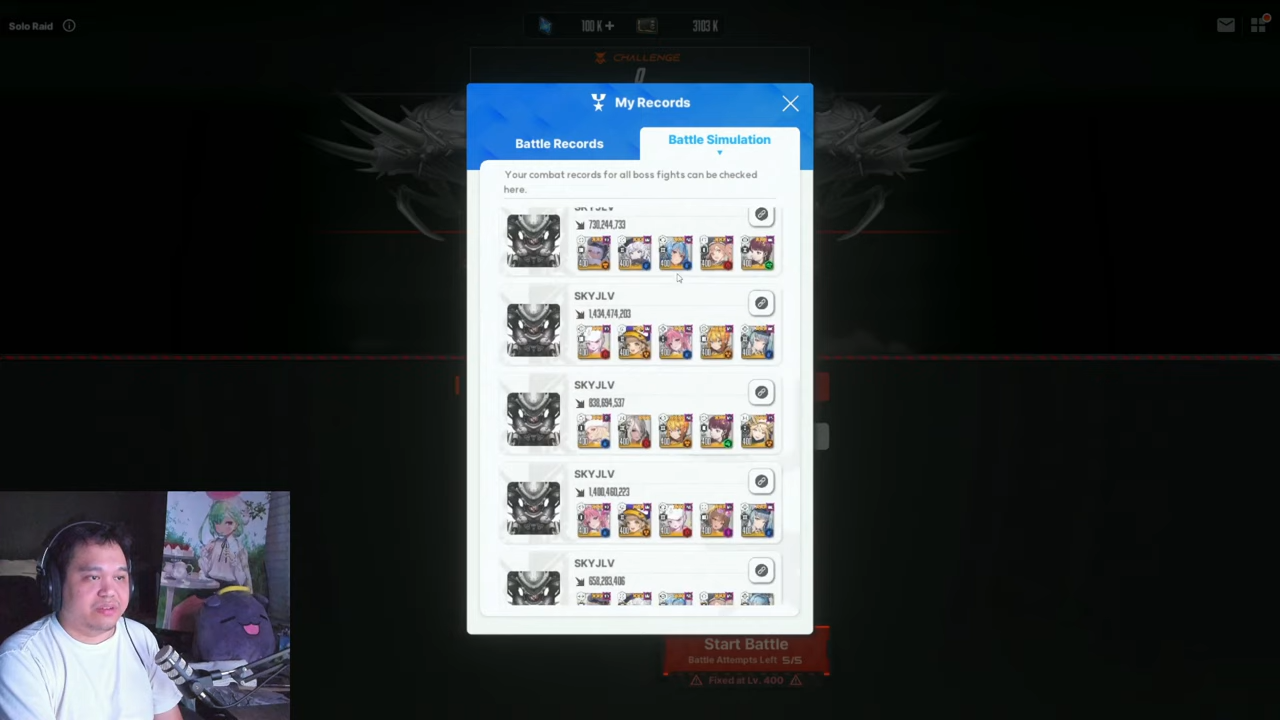 Solo Raid
100 K +
3103 K
CHALLENGE
My Records
Battle Records
Battle Simulation
Your combat records for all boss fights can be checked
here.
SKYJLV
730,244,733
SKYJLV
1,434,474,203
SKYJLV
838,694,537
SKYJLV
1,400,460,223
SKYJLV
658,283,406
Start Battle
Battle Attempts Left 5/5
Fixed at Lv. 400